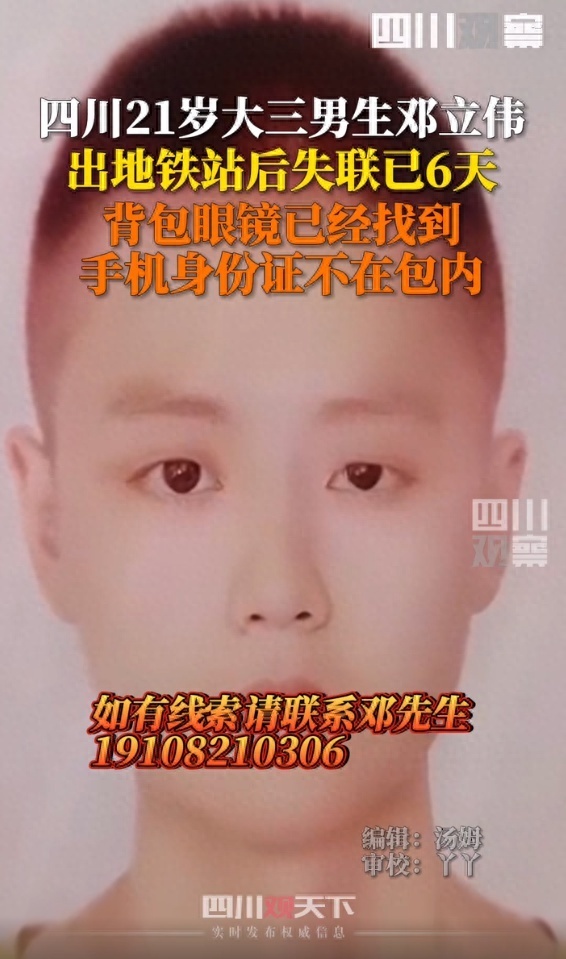 四川观察
四川21岁大三男生邓立伟
出地铁站后失联已6天
背包眼镜已经找到
手机身份证不在包内
四川
观察
如有线索请联系邓先生
19108210306
编辑：汤姆
审校：丫丫
四川观天下
实时发布权威信息